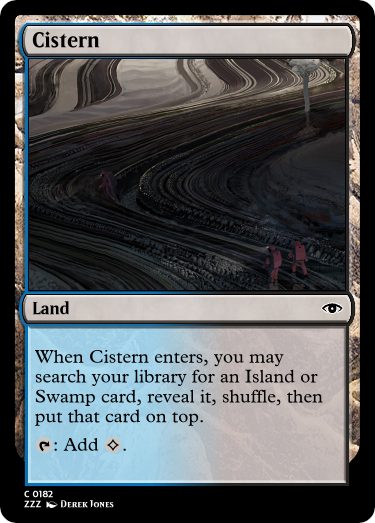 Cistern
Land
When Cistern enters, you may
search your library for an Island or
Swamp card, reveal it, shuffle, then
put that card on top.
: Add .
C 0182
ZZZ Derek Jones